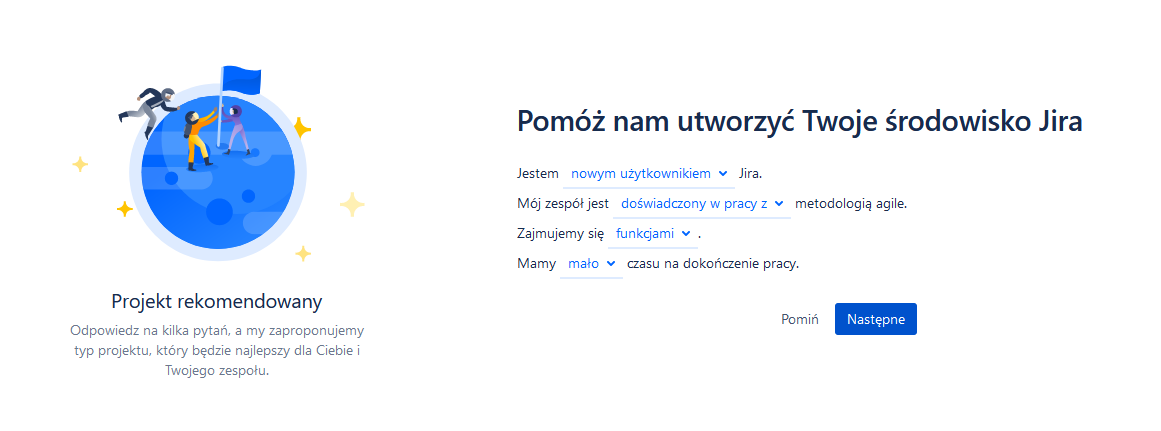 Projekt rekomendowany
Odpowiedz na kilka pytań, a my zaproponujemy
typ projektu, który będzie najlepszy dla Ciebie i
Twojego zespołu.
Pomóż nam utworzyć Twoje środowisko Jira
Jestem nowym użytkownikiem Jira.
Mój zespół jest doświadczony w pracy z metodologią agile.
Zajmujemy się funkcjami .
Mamy mało czasu na dokończenie pracy.
Pomiń Następne